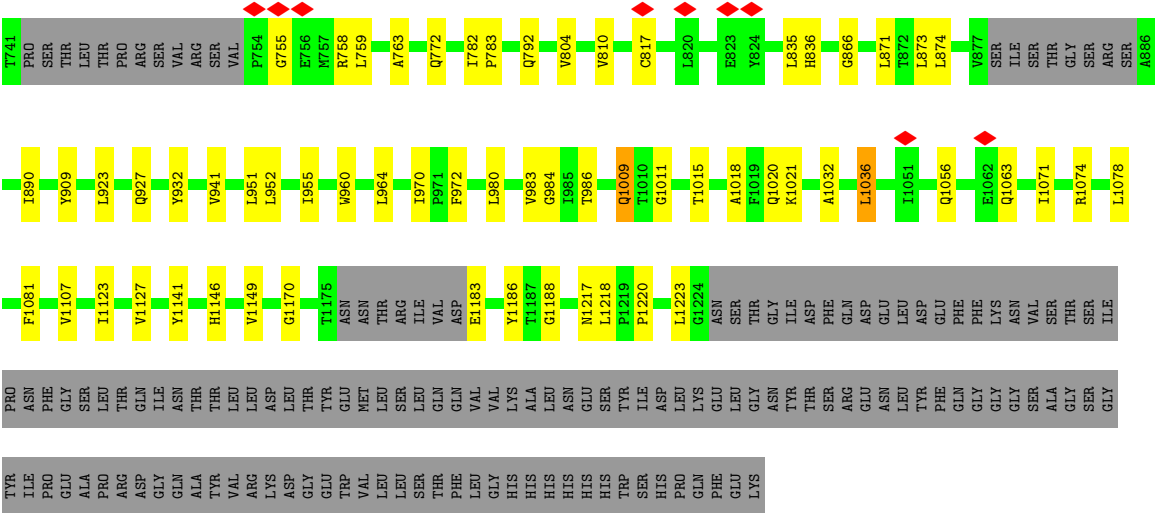 T741 PRO SER THR LEU THR PRO ARG SER VAL ARG SER VAL P754 G755 E756 M757 R758 L759 A763 Q772 I782 P783 Q792 V804 V810 C817 L820 E823 Y824 L835 H836 G866 L871 T872 L873 L874 V877 SER ILE SER THR GLY SER ARG SER A886
I890 Y909 L923 Q927 Y932 V941 L951 L952 I955 W960 L964 I970 P971 F972 L980 V983 G984 I985 T986 Q1009 T1010 G1011 T1015 A1018 F1019 Q1020 K1021 A1032 L1036 I1051 Q1056 E1062 Q1063 I1071 R1074 L1078
F1081 V1107 I1123 V1127 Y1141 H1146 V1149 G1170 T1175 ASN ASN THR ARG ILE VAL ASP E1183 Y1186 T1187 G1188 N1217 L1218 P1219 P1220 L1223 G1224 ASN SER THR GLY ILE ASP PHE GLN ASP GLU LEU ASP GLU PHE PHE LYS ASN VAL SER THR SER ILE
PRO ASN PHE GLY SER LEU THR GLN ILE ASN THR THR LEU LEU ASP LEU THR TYR GLU MET LEU SER LEU GLN GLN VAL VAL LYS ALA LEU ASN GLU SER TYR ILE ASP LEU LYS GLU LEU GLY ASN TYR THR SER ARG GLU ASN LEU TYR PHE GLN GLY GLY GLY SER ALA GLY SER GLY
TYR ILE PRO GLU ALA PRO ARG ASP GLY GLN ALA TYR VAL ARG LYS ASP GLY GLU TRP VAL LEU LEU SER THR PHE LEU GLY HIS HIS HIS HIS HIS HIS TRP SER HIS PRO GLN PHE GLU LYS